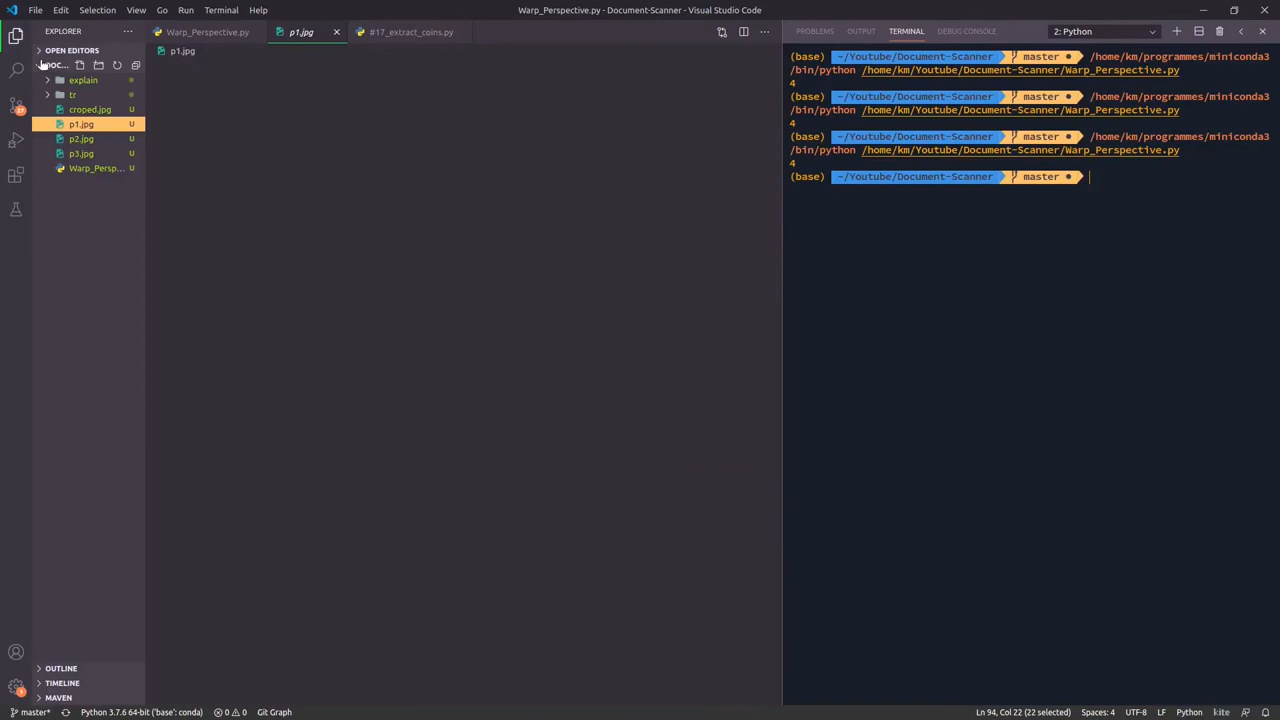 File Edit Selection View Go Run Terminal Help
Warp_Perspective.py - Document-Scanner - Visual Studio Code
EXPLORER
OPEN EDITORS
explain
tr
croped.jpg U
p1.jpg U
p2.jpg U
p3.jpg U
Warp_Persp... U
OUTLINE
TIMELINE
MAVEN
Warp_Perspective.py p1.jpg #17_extract_coins.py
p1.jpg
PROBLEMS OUTPUT TERMINAL DEBUG CONSOLE 2: Python
(base) ~/Youtube/Document-Scanner master ● /home/km/programmes/miniconda3
/bin/python /home/km/Youtube/Document-Scanner/Warp_Perspective.py
4
(base) ~/Youtube/Document-Scanner master ● /home/km/programmes/miniconda3
/bin/python /home/km/Youtube/Document-Scanner/Warp_Perspective.py
4
(base) ~/Youtube/Document-Scanner master ● /home/km/programmes/miniconda3
/bin/python /home/km/Youtube/Document-Scanner/Warp_Perspective.py
4
(base) ~/Youtube/Document-Scanner master ●
27
1
master* Python 3.7.6 64-bit ('base': conda) 0 0 Git Graph
Ln 94, Col 22 (22 selected) Spaces: 4 UTF-8 LF Python kite